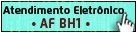 Atendimento Eletrônico
• AF BH1 •